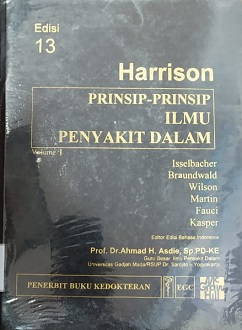 Edisi
13
Harrison
PRINSIP-PRINSIP
ILMU
PENYAKIT DALAM
Volume 1
Isselbacher
Braundwald
Wilson
Martin
Fauci
Kasper
Editor Edisi Bahasa Indonesia
Prof. Dr. Ahmad H. Asdie, Sp.PD-KE
Guru Besar Ilmu Penyakit Dalam
Universitas Gadjah Mada/RSUP Dr. Sardjito - Yogyakarta
PENERBIT BUKU KEDOKTERAN EGC